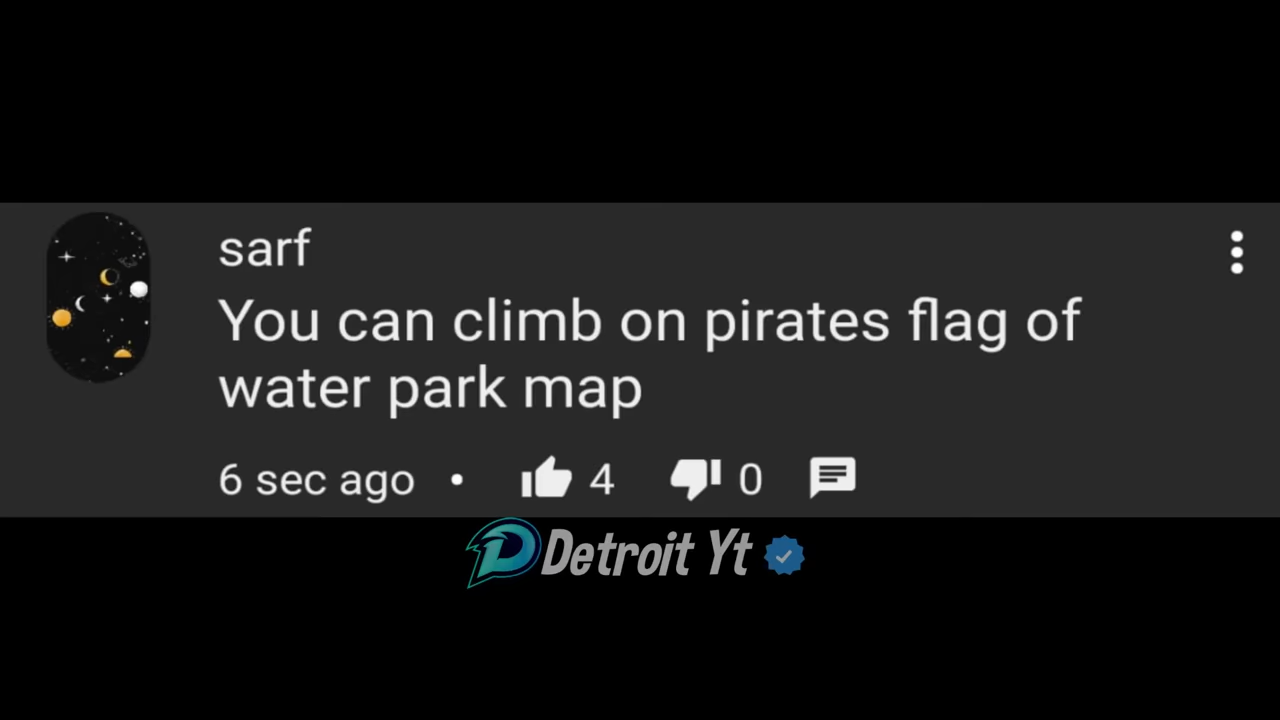 sarf
You can climb on pirates flag of
water park map
6 sec ago • 4 0
Detroit Yt